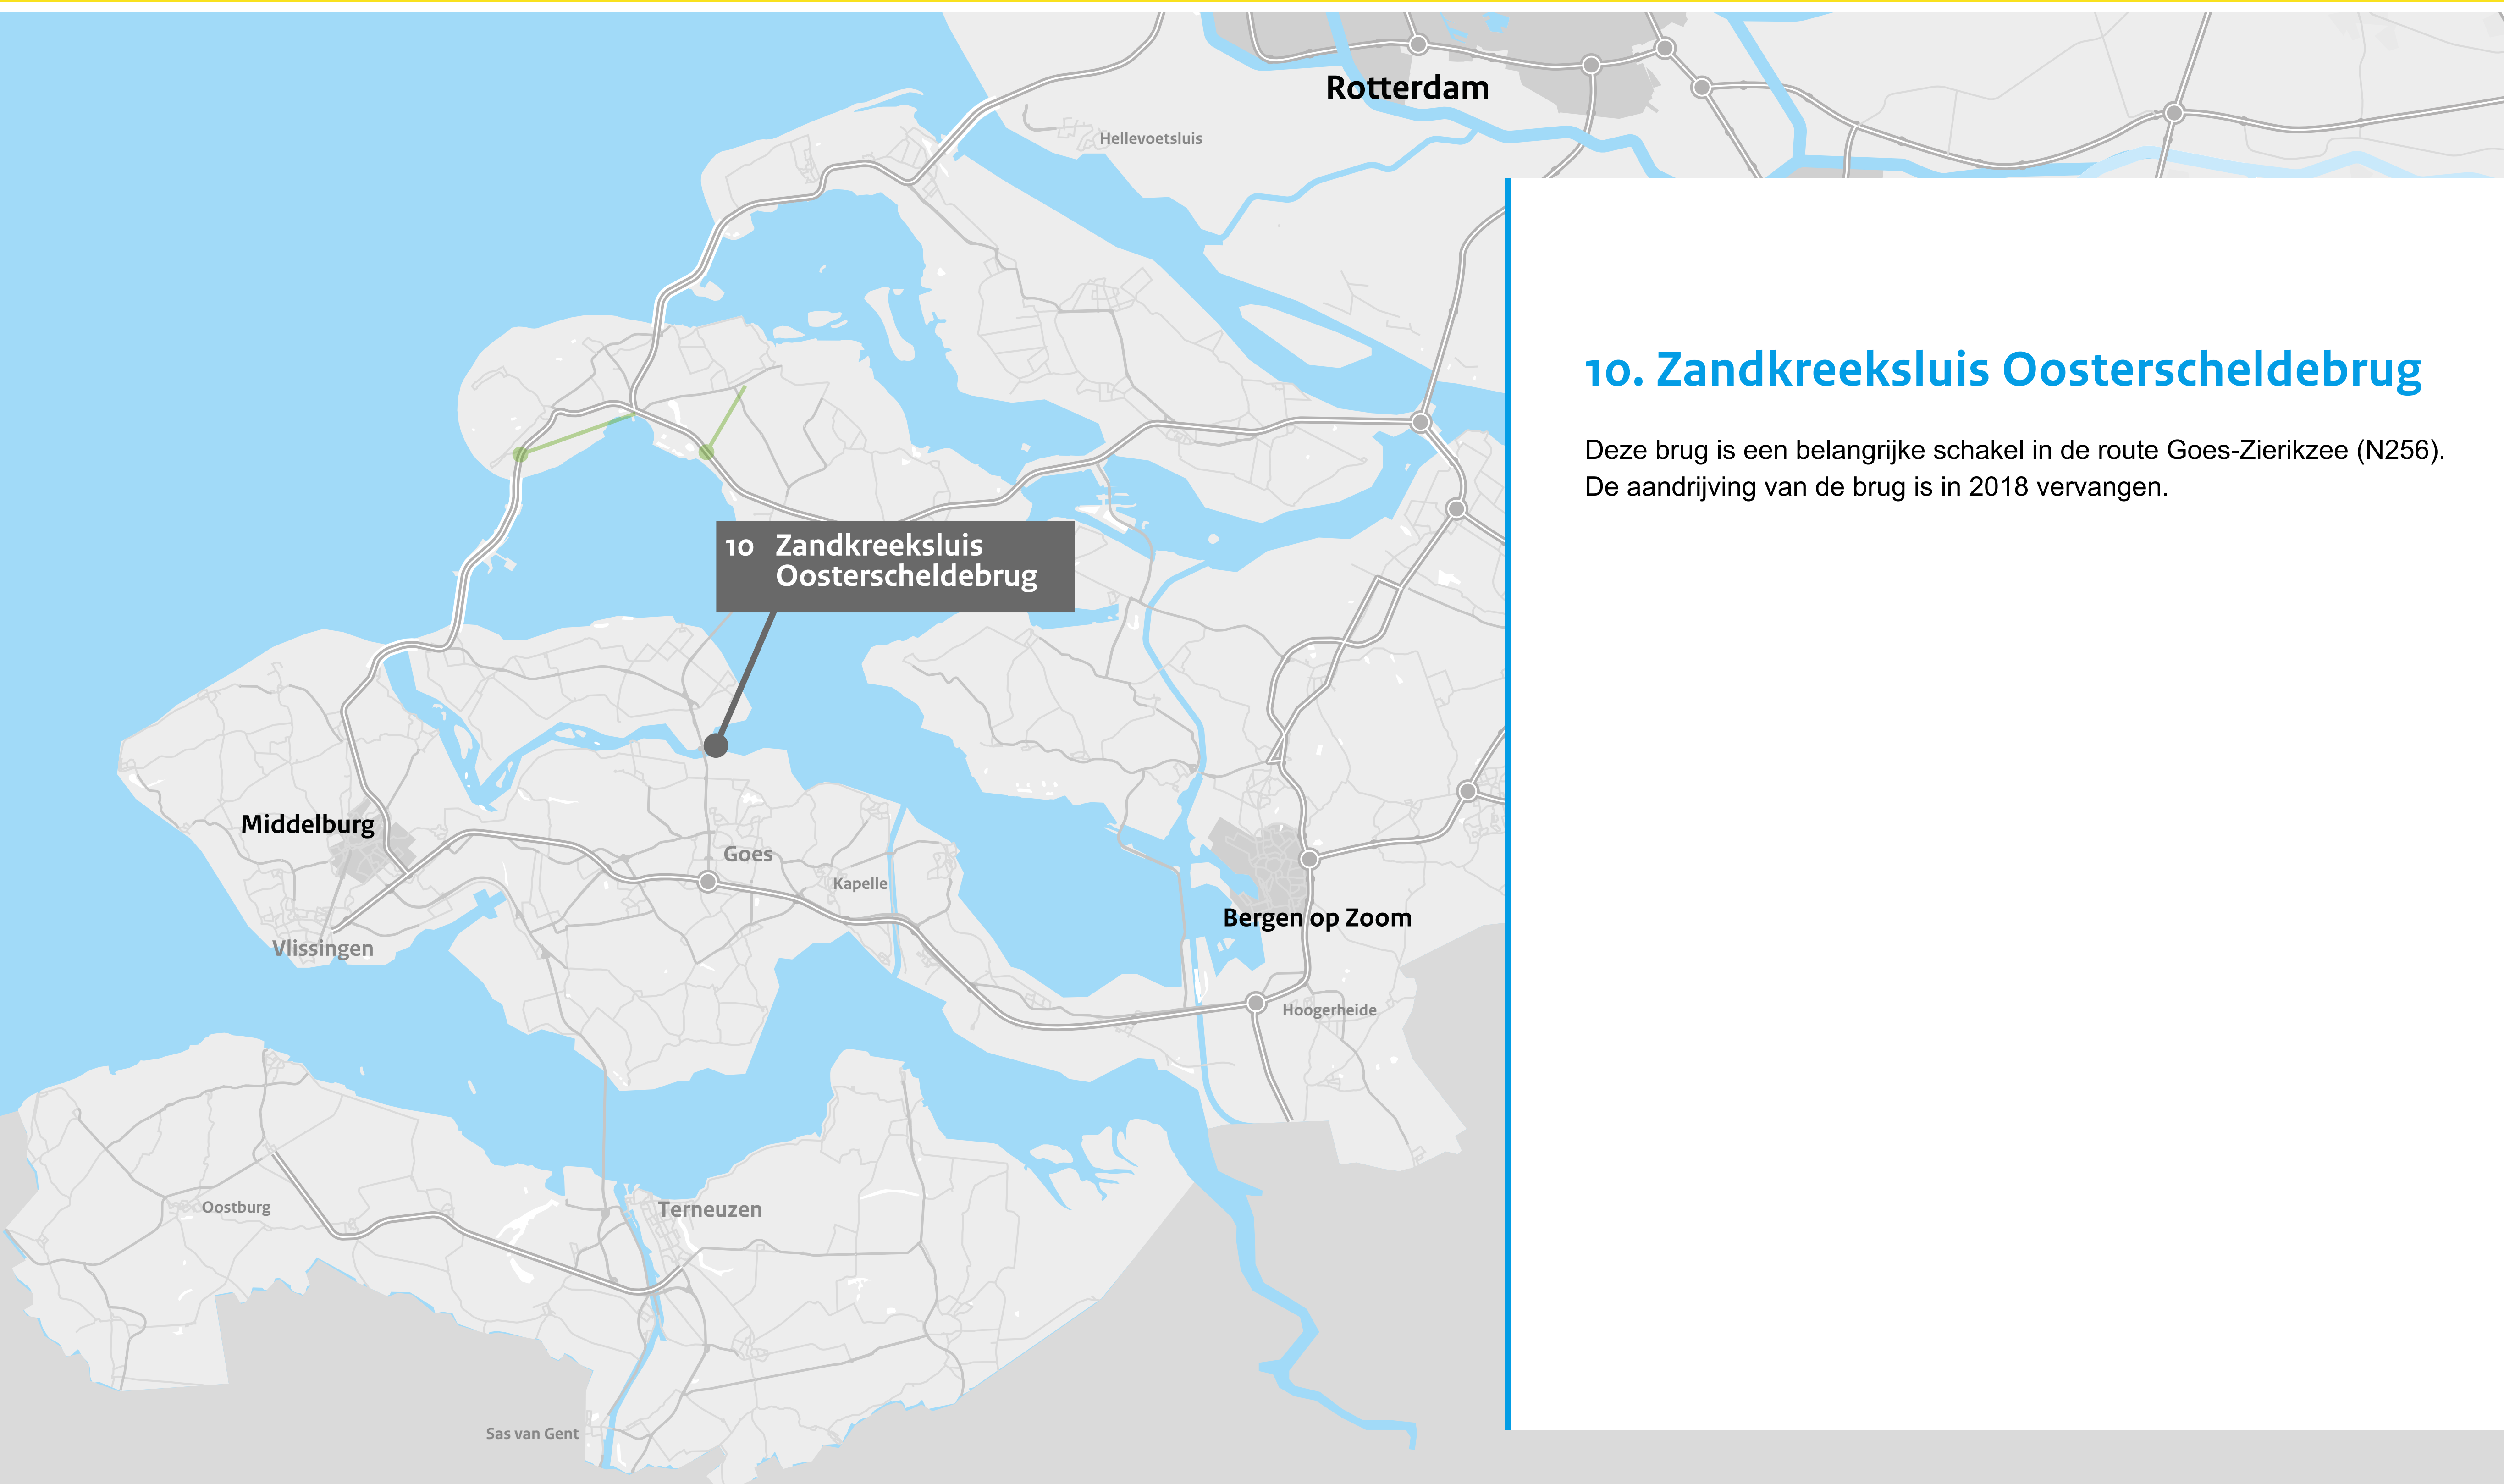 Rotterdam
Hellevoetsluis
10 Zandkreeksluis
Oosterscheldebrug
Middelburg
Goes
Kapelle
Vlissingen
Bergen op Zoom
Hoogerheide
Oostburg
Terneuzen
Sas van Gent
10. Zandkreeksluis Oosterscheldebrug
Deze brug is een belangrijke schakel in de route Goes-Zierikzee (N256).
De aandrijving van de brug is in 2018 vervangen.